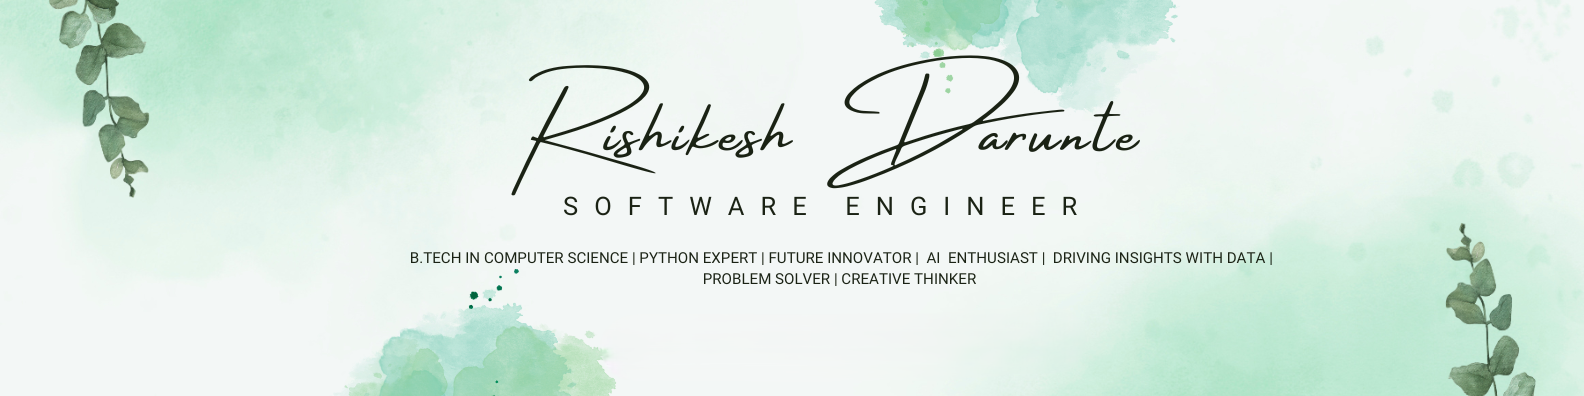 Rishikesh Darunte
SOFTWARE ENGINEER
B.TECH IN COMPUTER SCIENCE | PYTHON EXPERT | FUTURE INNOVATOR | AI ENTHUSIAST | DRIVING INSIGHTS WITH DATA |
PROBLEM SOLVER | CREATIVE THINKER